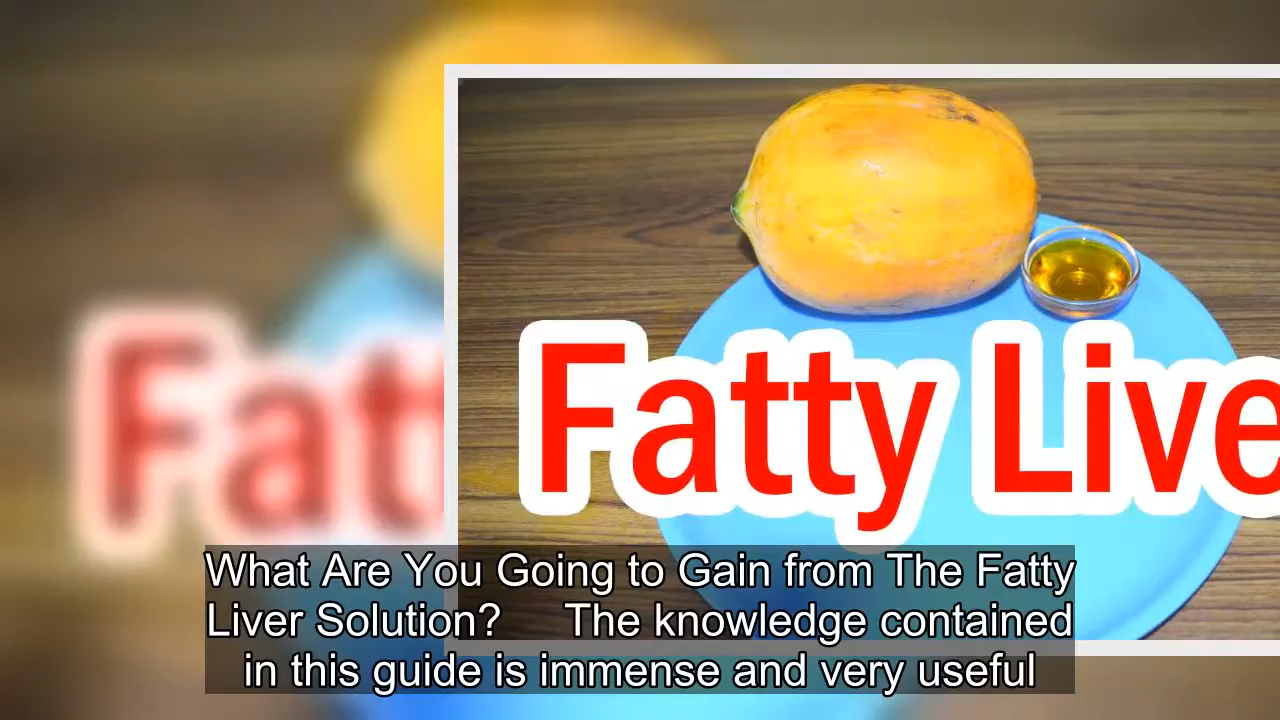 Fatty Live
Fatt
What Are You Going to Gain from The Fatty
Liver Solution? The knowledge contained
in this guide is immense and very useful